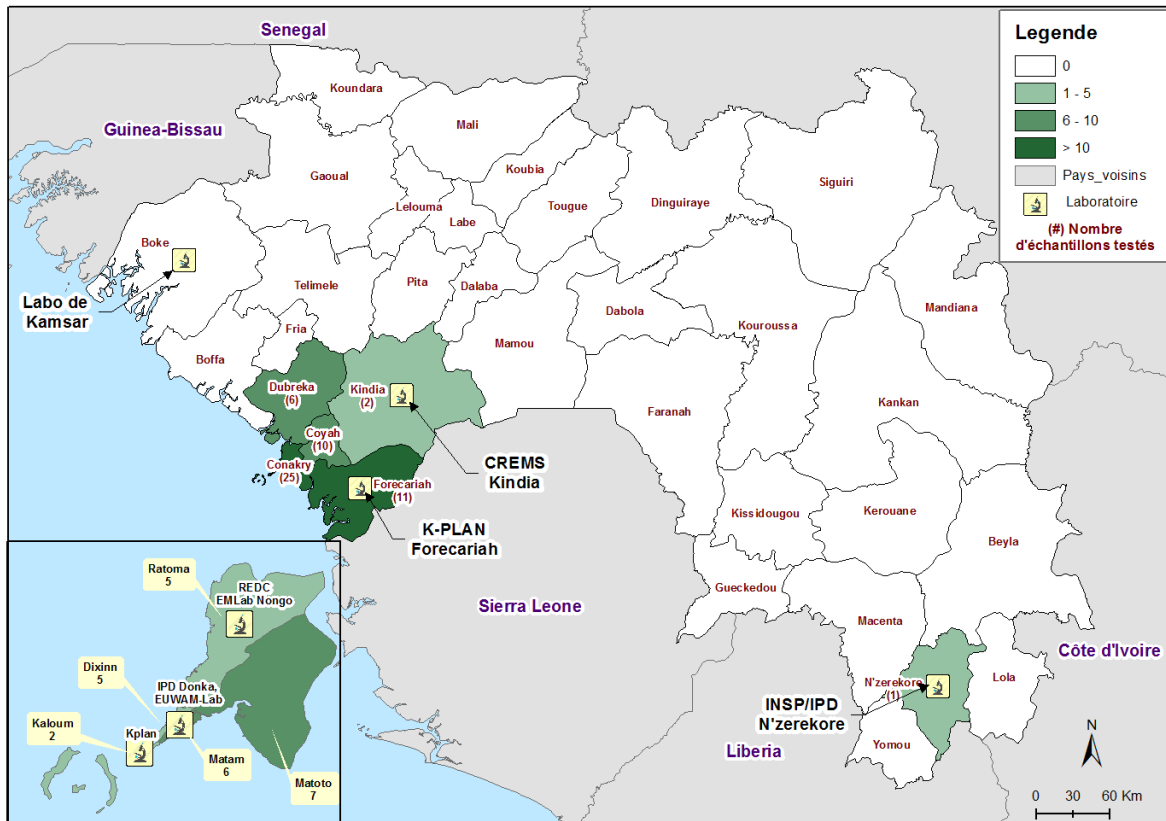 Senegal
Legende
0
1 - 5
6 - 10
> 10
Pays_voisins
Laboratoire
(#) Nombre
d'échantillons testés
Koundara
Guinea-Bissau
Mali
Koubia
Gaoual
Siguiri
Lelouma
Labe
Tougue
Dinguiraye
Boke
Telimele
Pita
Dalaba
Labo de
Kamsar
Dabola
Mandiana
Kouroussa
Fria
Boffa
Mamou
Dubreka
(6)
Kindia
(2)
Kankan
Faranah
Coyah
(10)
Conakry
(25)
CREMS
Kindia
Forecariah
(11)
Kissidougou
Kerouane
K-PLAN
Forecariah
Beyla
Ratoma
5
REDC
EMLab Nongo
Gueckedou
Sierra Leone
Macenta
Côte d'Ivoire
Dixinn
5
IPD Donka,
EUWAM-Lab
N'zerekore
(1)
Lola
INSP/IPD
N'zerekore
Kaloum
2
Kplan
Liberia
Yomou
N
Matam
6
Matoto
7
0 30 60 Km